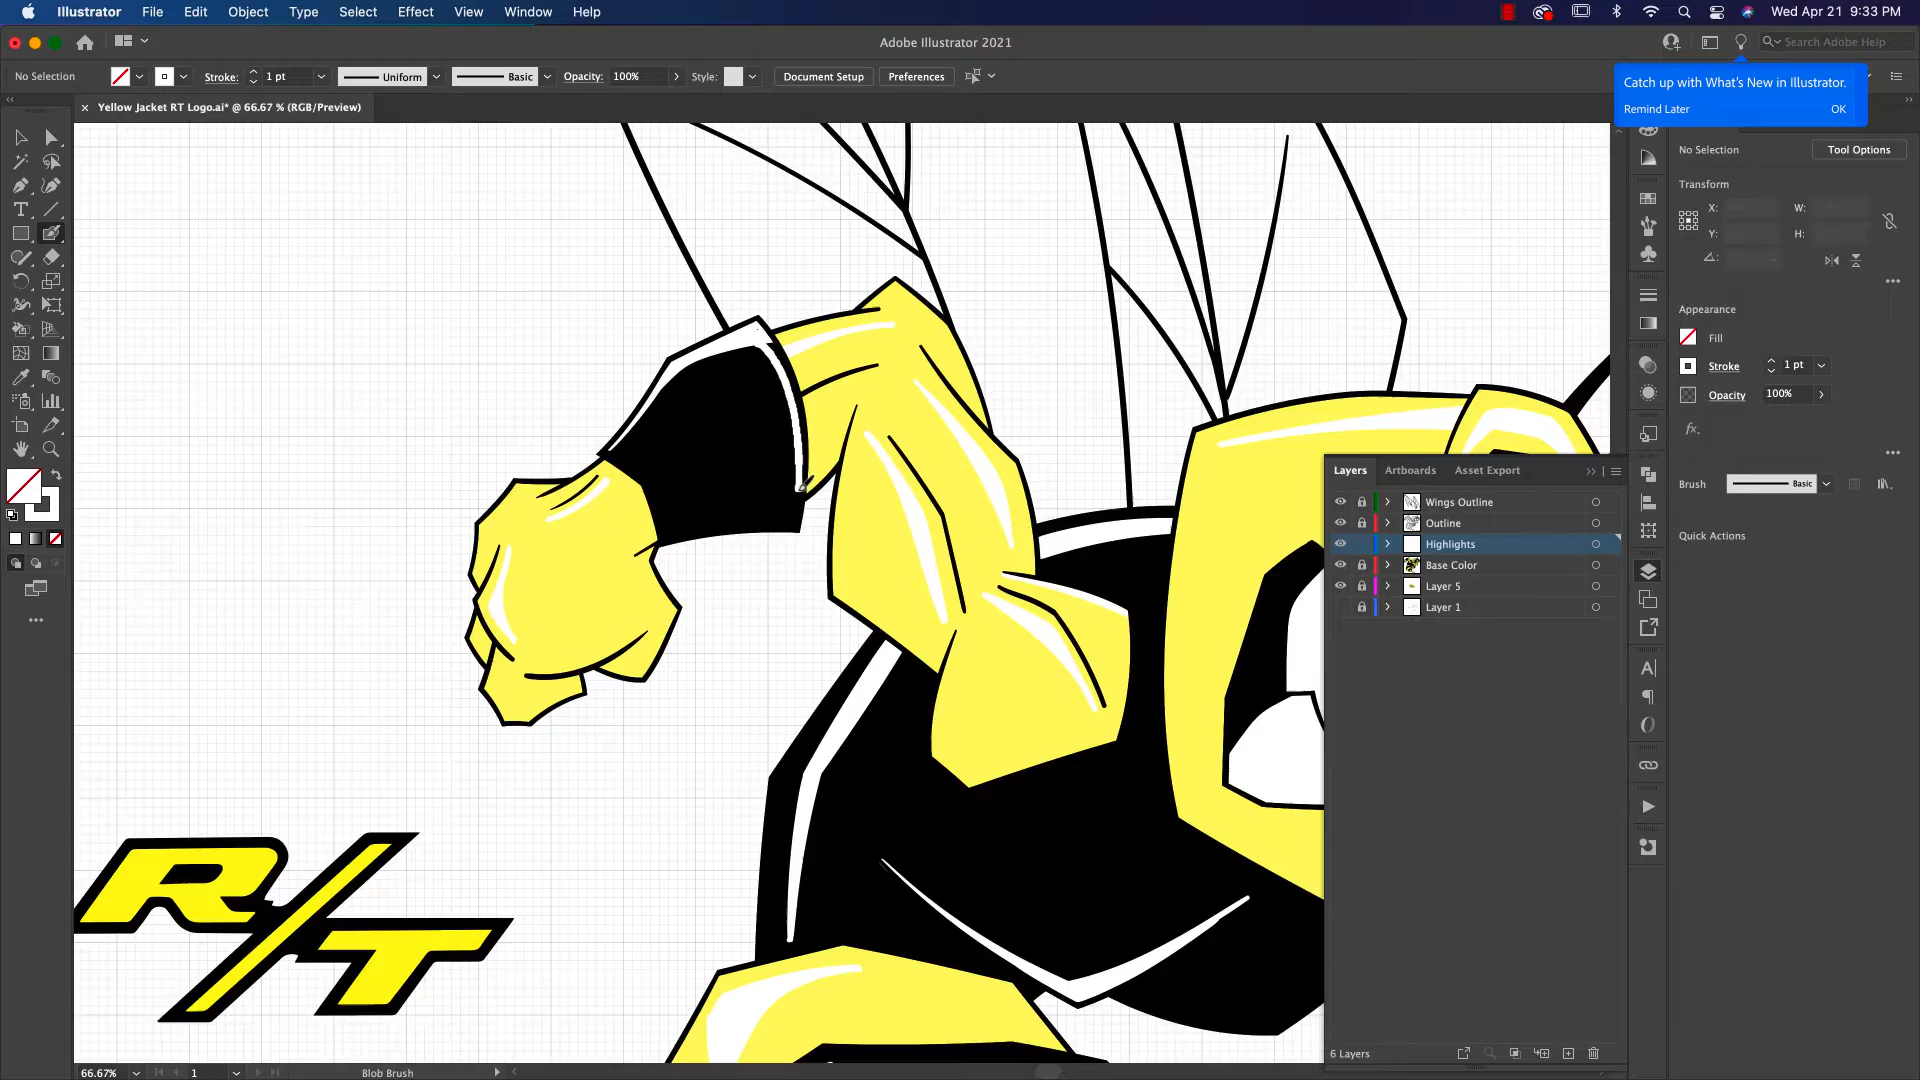 Illustrator File Edit Object Type Select Effect View Window Help Wed Apr 21 9:33 PM
Adobe Illustrator 2021 Search Adobe Help
No Selection Stroke: 1 pt Uniform Basic Opacity: 100% Style: Document Setup Preferences
Catch up with What's New in Illustrator.
Remind Later OK
× Yellow Jacket RT Logo.ai* @ 66.67 % (RGB/Preview)
No Selection Tool Options
Transform
X: W:
Y: H:
Appearance
Fill
Stroke 1 pt
Opacity 100%
fx.
Brush Basic
Quick Actions
Layers Artboards Asset Export
Wings Outline
Outline
Highlights
Base Color
Layer 5
Layer 1
6 Layers
R/T
66.67% 1 Blob Brush